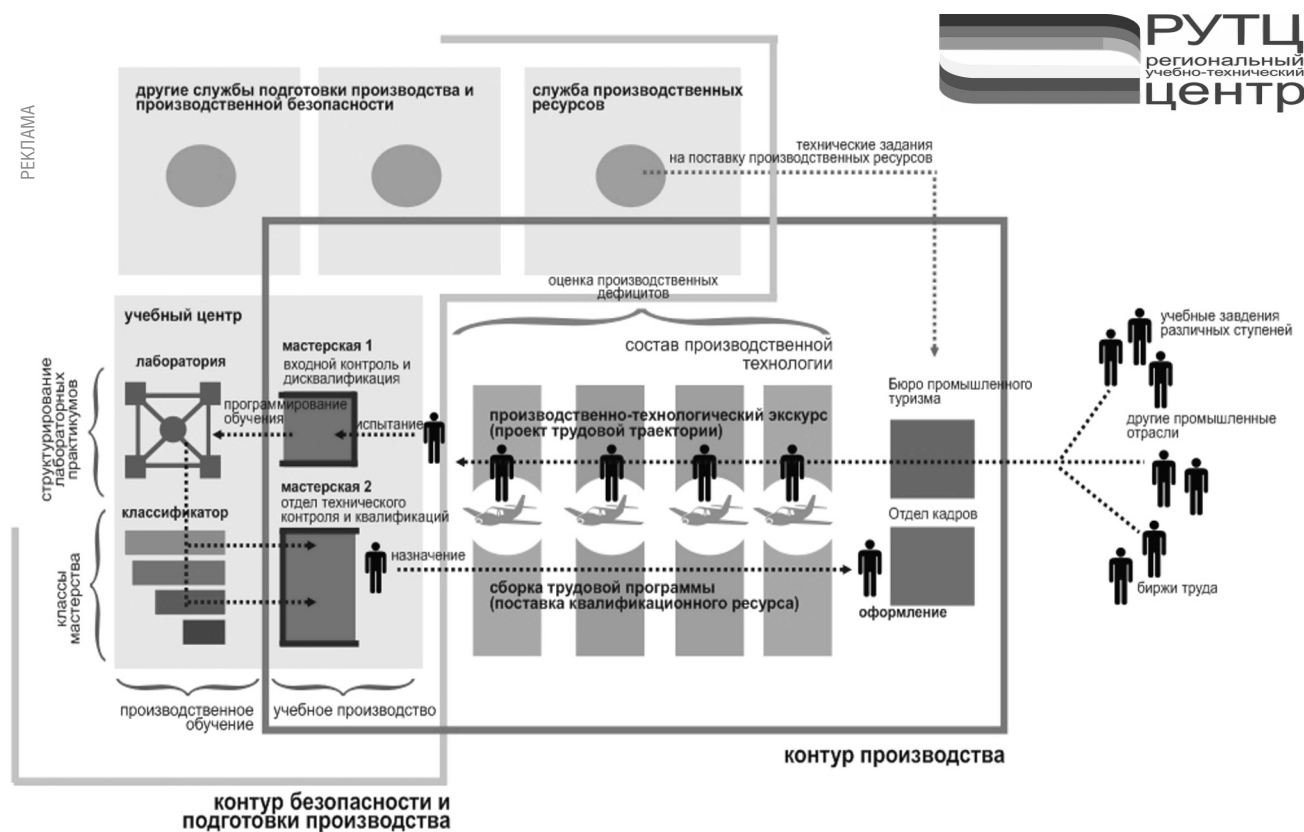 РЕКЛАМА
РУТЦ
региональный
учебно-технический
центр
другие службы подготовки производства и
производственной безопасности
служба производственных
ресурсов
технические задания
на поставку производственных ресурсов
оценка производственных
дефицитов
учебный центр
лаборатория
структурирование
лабораторных
практикумов
программирование
обучения
мастерская 1
входной контроль и
дисквалификация
испытание
состав производственной
технологии
производственно-технологический экскурс
(проект трудовой траектории)
Бюро промышленного
туризма
учебные завдения
различных ступеней
другие промышленные
отрасли
биржи труда
классификатор
классы
мастерства
мастерская 2
отдел технического
контроля и квалификаций
назначение
сборка трудовой программы
(поставка квалификационного ресурса)
Отдел кадров
оформление
производственное
обучение
учебное производство
контур производства
контур безопасности и
подготовки производства